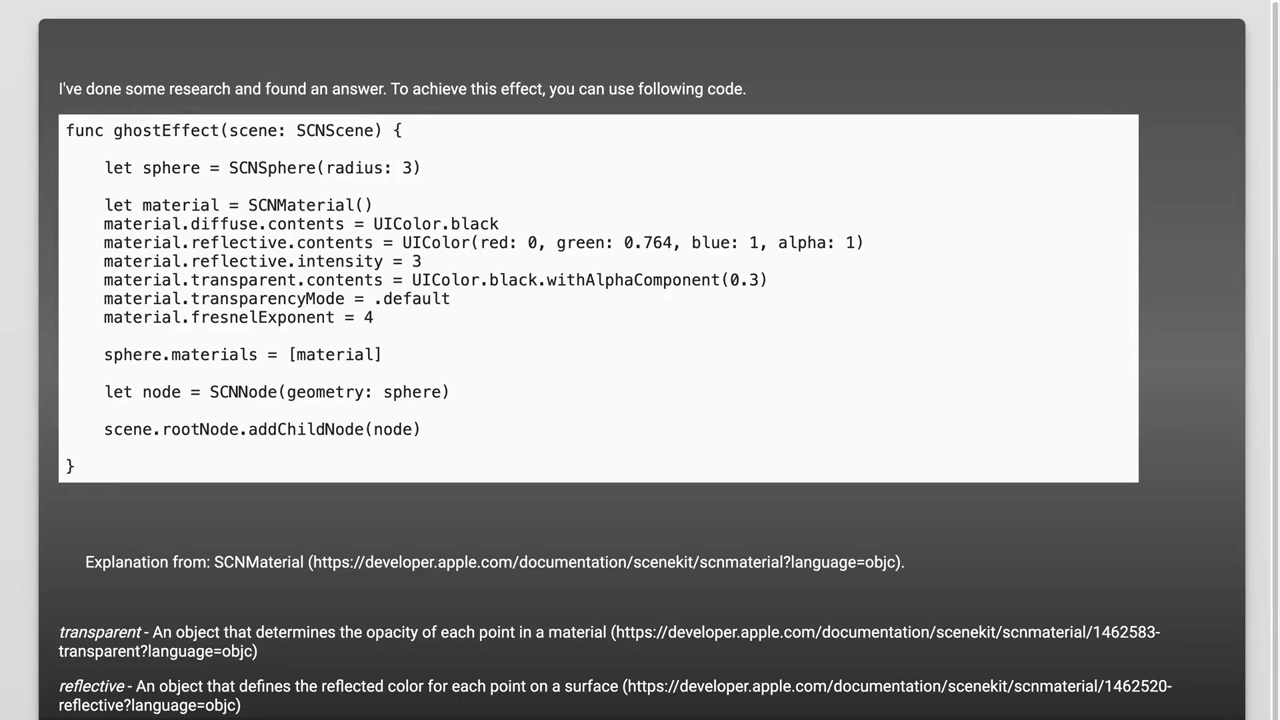 I've done some research and found an answer. To achieve this effect, you can use following code.
func ghostEffect(scene: SCNScene) {
let sphere = SCNSphere(radius: 3)
let material = SCNMaterial()
material.diffuse.contents = UIColor.black
material.reflective.contents = UIColor(red: 0, green: 0.764, blue: 1, alpha: 1)
material.reflective.intensity = 3
material.transparent.contents = UIColor.black.withAlphaComponent(0.3)
material.transparencyMode = .default
material.fresnelExponent = 4
sphere.materials = [material]
let node = SCNNode(geometry: sphere)
scene.rootNode.addChildNode(node)
}
Explanation from: SCNMaterial (https://developer.apple.com/documentation/scenekit/scnmaterial?language=objc).
transparent - An object that determines the opacity of each point in a material (https://developer.apple.com/documentation/scenekit/scnmaterial/1462583-
transparent?language=objc)
reflective - An object that defines the reflected color for each point on a surface (https://developer.apple.com/documentation/scenekit/scnmaterial/1462520-
reflective?language=objc)